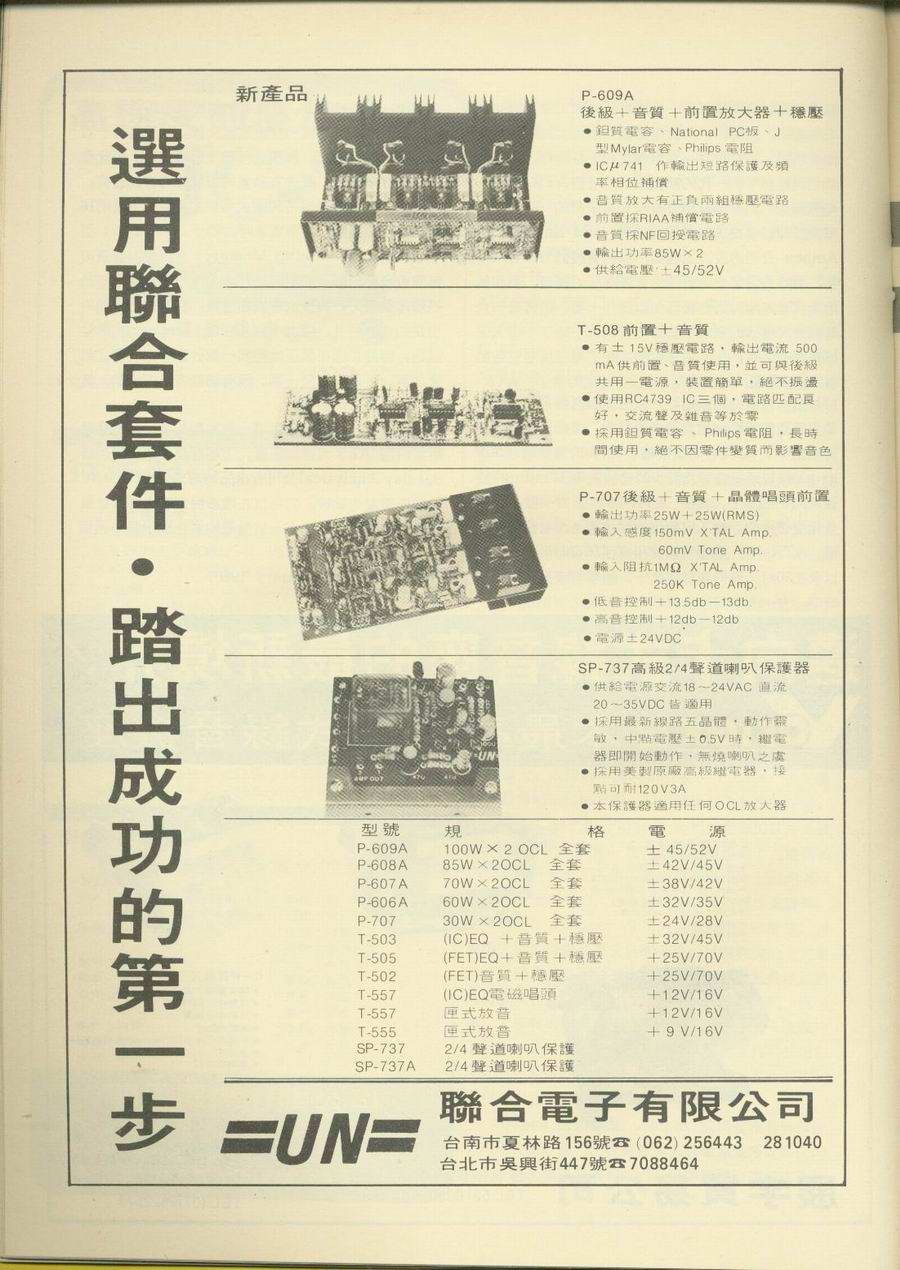 選用聯合套件・踏出成功的第一步
新產品
P-609A
後級＋音質＋前置放大器＋穩壓
●鉭質電容、National PC板、J
型Mylar電容、Philips電阻
●ICμ741 作輸出短路保護及頻
率相位補償
●音質放大有正負兩組穩壓電路
●前置採RIAA補償電路
●音質採NF回授電路
●輸出功率85W×2
●供給電壓±45/52V
=UN=
T-508前置＋音質
●有±15V穩壓電路，輸出電流 500
mA供前置、音質使用，並可與後級
共用一電源，裝置簡單，絕不振盪
●使用RC4739 IC三個，電路匹配良
好，交流聲及雜音等於零
●採用鉭質電容、Philips電阻，長時
間使用，絕不因零件變質而影響音色
P-707後級＋音質＋晶體唱頭前置
●輸出功率25W＋25W(RMS)
●輸入感度150mV X'TAL Amp.
60mV Tone Amp.
●輸入阻抗1MΩ X'TAL Amp.
250K Tone Amp.
●低音控制＋13.5db－13db
●高音控制＋12db－12db
●電源±24VDC
SP-737高級2/4聲道喇叭保護器
●供給電源交流18～24VAC 直流
20～35VDC皆適用
●採用最新線路五晶體，動作靈
敏，中點電壓±0.5V時，繼電
器即開始動作，無燒喇叭之虞
●採用美製原廠高級繼電器，接
點可耐120V3A
●本保護器適用任何OCL放大器
AMP OUT
=UN=
型號 規格 電源
P-609A 100W×2 OCL 全套 ±45/52V
P-608A 85W×2OCL 全套 ±42V/45V
P-607A 70W×2OCL 全套 ±38V/42V
P-606A 60W×2OCL 全套 ±32V/35V
P-707 30W×2OCL 全套 ±24V/28V
T-503 (IC)EQ ＋音質＋穩壓 ±32V/45V
T-505 (FET)EQ＋音質＋穩壓 ＋25V/70V
T-502 (FET)音質＋穩壓 ＋25V/70V
T-557 (IC)EQ電磁唱頭 ＋12V/16V
T-557 匣式放音 ＋12V/16V
T-555 匣式放音 ＋9 V/16V
SP-737 2/4聲道喇叭保護
SP-737A 2/4聲道喇叭保護
=UN=
聯合電子有限公司
台南市夏林路156號☎(062)256443 281040
台北市吳興街447號☎7088464